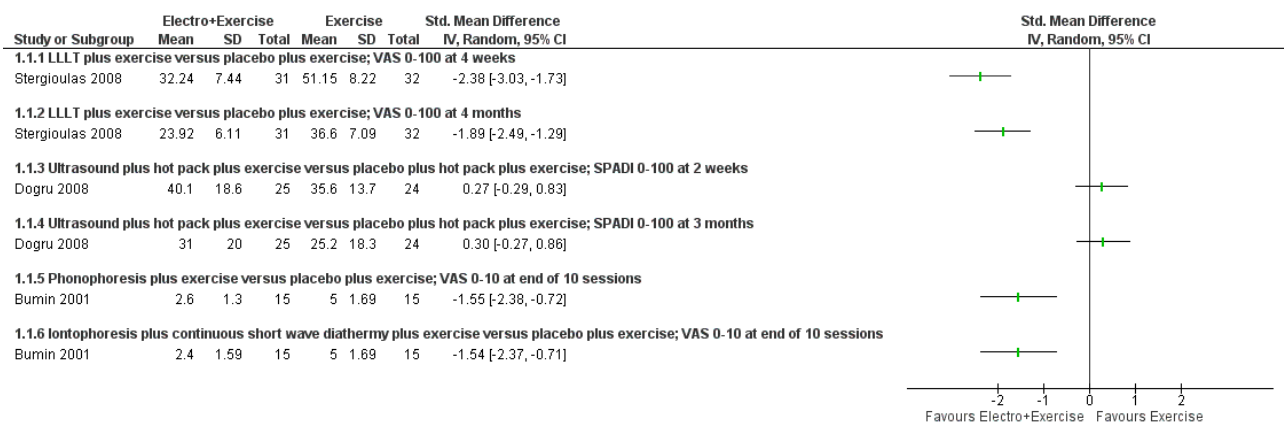 Electro+Exercise Exercise Std. Mean Difference Std. Mean Difference
Study or Subgroup Mean SD Total Mean SD Total IV, Random, 95% CI IV, Random, 95% CI
1.1.1 LLLT plus exercise versus placebo plus exercise; VAS 0-100 at 4 weeks
Stergioulas 2008 32.24 7.44 31 51.15 8.22 32 -2.38 [-3.03, -1.73]
1.1.2 LLLT plus exercise versus placebo plus exercise; VAS 0-100 at 4 months
Stergioulas 2008 23.92 6.11 31 36.6 7.09 32 -1.89 [-2.49, -1.29]
1.1.3 Ultrasound plus hot pack plus exercise versus placebo plus hot pack plus exercise; SPADI 0-100 at 2 weeks
Dogru 2008 40.1 18.6 25 35.6 13.7 24 0.27 [-0.29, 0.83]
1.1.4 Ultrasound plus hot pack plus exercise versus placebo plus hot pack plus exercise; SPADI 0-100 at 3 months
Dogru 2008 31 20 25 25.2 18.3 24 0.30 [-0.27, 0.86]
1.1.5 Phonophoresis plus exercise versus placebo plus exercise; VAS 0-10 at end of 10 sessions
Bumin 2001 2.6 1.3 15 5 1.69 15 -1.55 [-2.38, -0.72]
1.1.6 Iontophoresis plus continuous short wave diathermy plus exercise versus placebo plus exercise; VAS 0-10 at end of 10 sessions
Bumin 2001 2.4 1.59 15 5 1.69 15 -1.54 [-2.37, -0.71]
-2 -1 0 1 2
Favours Electro+Exercise Favours Exercise